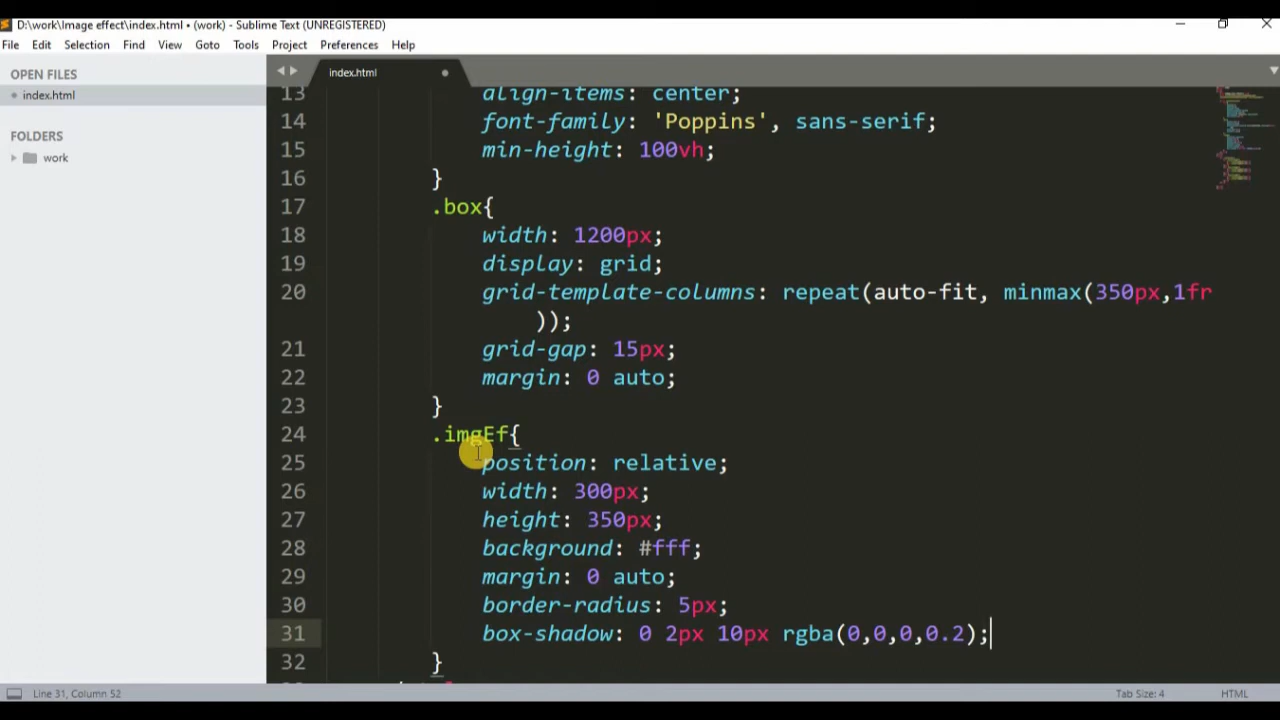 D:\work\Image effect\index.html • (work) - Sublime Text (UNREGISTERED)
File Edit Selection Find View Goto Tools Project Preferences Help
OPEN FILES
index.html
FOLDERS
work
index.html
13 align-items: center;
14 font-family: 'Poppins', sans-serif;
15 min-height: 100vh;
16 }
17 .box{
18 width: 1200px;
19 display: grid;
20 grid-template-columns: repeat(auto-fit, minmax(350px,1fr
));
21 grid-gap: 15px;
22 margin: 0 auto;
23 }
24 .imgEf{
25 position: relative;
26 width: 300px;
27 height: 350px;
28 background: #fff;
29 margin: 0 auto;
30 border-radius: 5px;
31 box-shadow: 0 2px 10px rgba(0,0,0,0.2);
32 }
Line 31, Column 52
Tab Size: 4
HTML